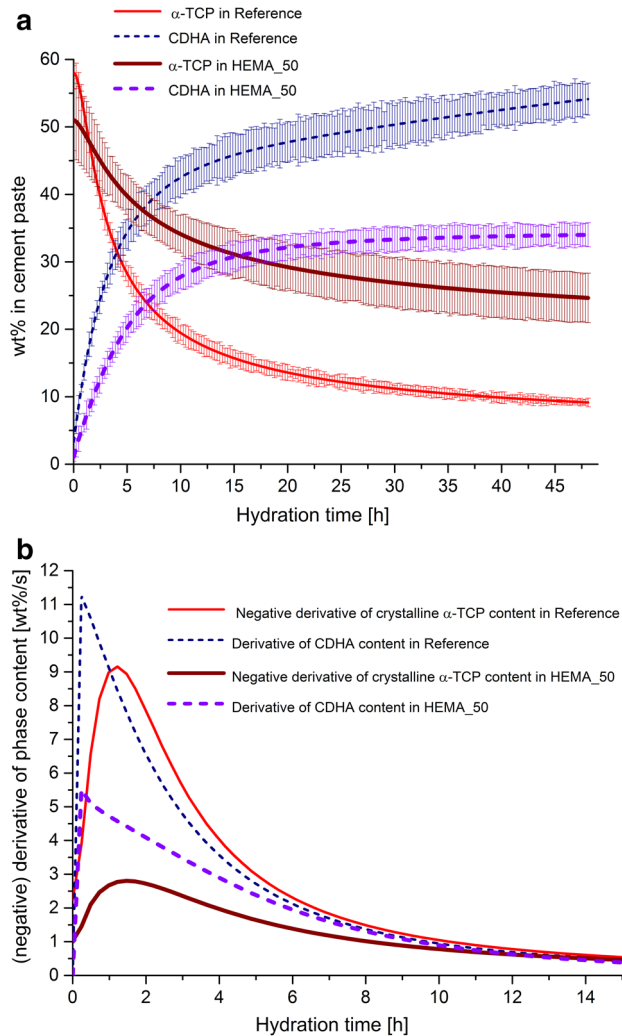 a
α-TCP in Reference
CDHA in Reference
α-TCP in HEMA_50
CDHA in HEMA_50
60
50
40
30
20
10
0
wt% in cement paste
0 5 10 15 20 25 30 35 40 45
Hydration time [h]
b
12
11
10
9
8
7
6
5
4
3
2
1
0
(negative) derivative of phase content [wt%/s]
Negative derivative of crystalline α-TCP content in Reference
Derivative of CDHA content in Reference
Negative derivative of crystalline α-TCP content in HEMA_50
Derivative of CDHA content in HEMA_50
0 2 4 6 8 10 12 14
Hydration time [h]